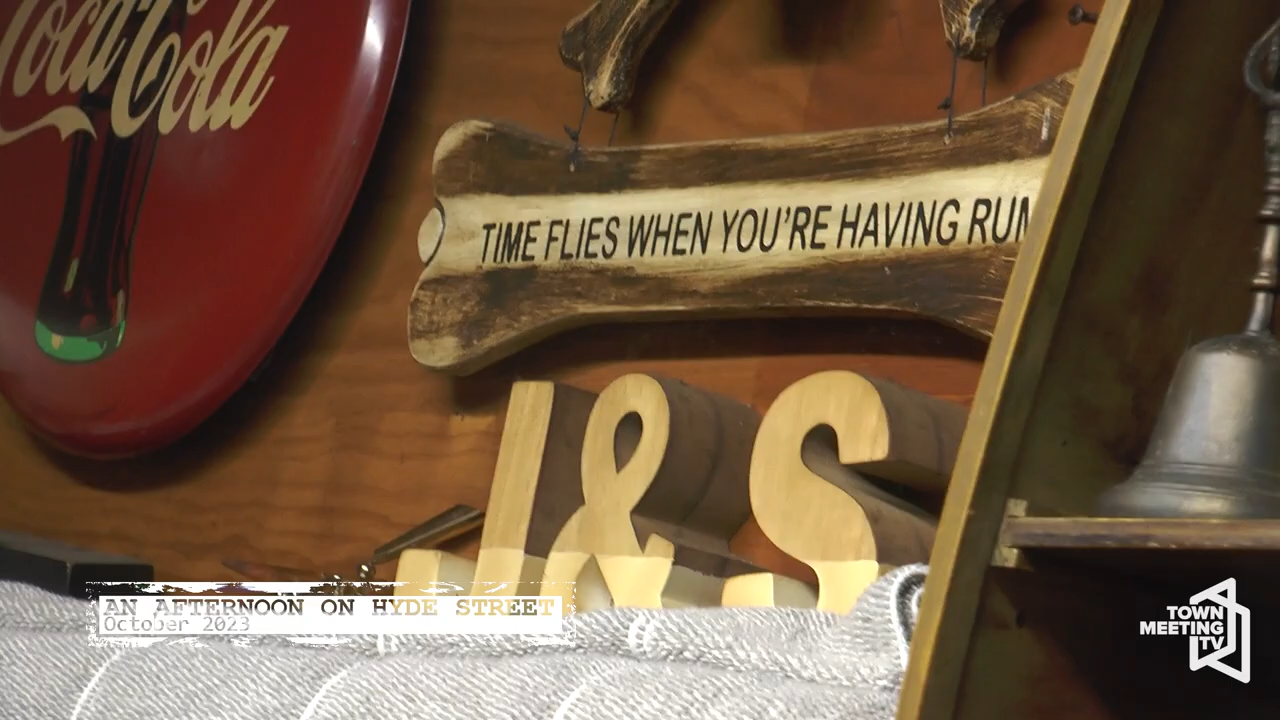 Coca-Cola
TIME FLIES WHEN YOU'RE HAVING RUM
J&S
AN AFTERNOON ON HYDE STREET
October 2023
TOWN
MEETING
TV